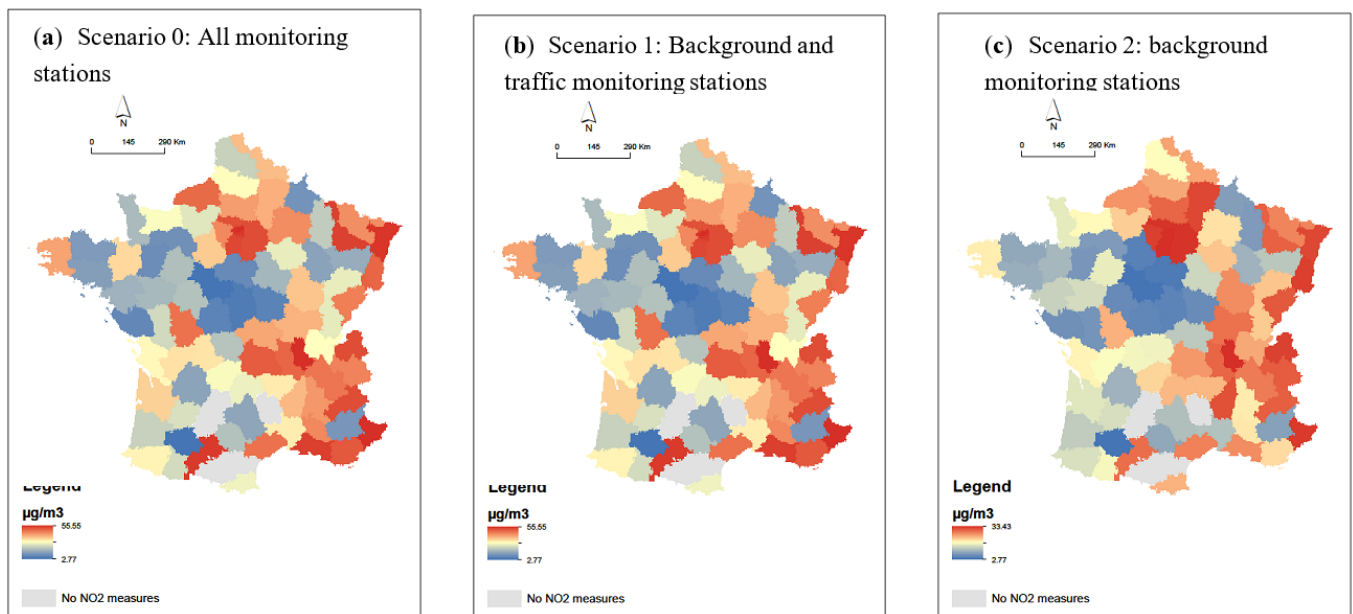 (a) Scenario 0: All monitoring
stations
N
0 145 290 Km
Legend
µg/m3
55.55
2.77
No NO2 measures
(b) Scenario 1: Background and
traffic monitoring stations
N
0 145 290 Km
Legend
µg/m3
55.55
2.77
No NO2 measures
(c) Scenario 2: background
monitoring stations
N
0 145 290 Km
Legend
µg/m3
33.43
2.77
No NO2 measures